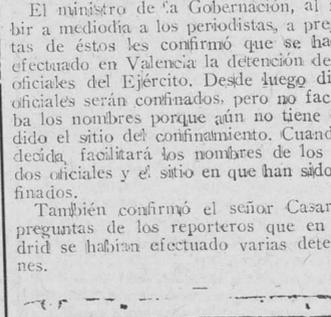 El ministro de la Gobernación, al
bir a mediodía a los periodistas, a pre
tas de éstos les confirmó que se ha
efectuado en Valencia la detención de
oficiales del Ejército. Desde luego di
oficiales serán confinados, pero no fac
ba los nombres porque aún no tiene
dido el sitio del confinamiento. Cuand
decida, facilitará los nombres de los
dos oficiales y el sitio en que han sido
finados.
También confirmó el señor Casar
preguntas de los reporteros que en
drid se habían efectuado varias dete
nes.